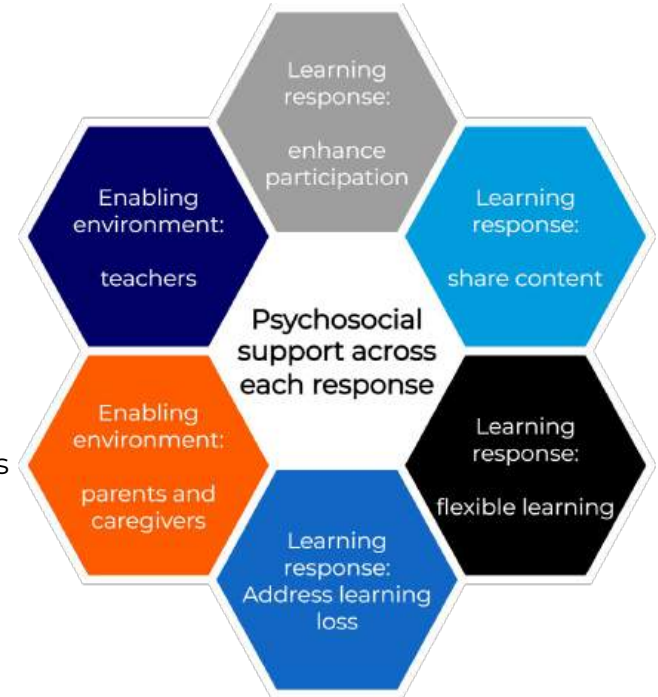 Learning
response:
enhance
participation
Enabling
environment:
teachers
Learning
response:
share content
Psychosocial
support across
each response
Enabling
environment:
parents and
caregivers
Learning
response:
flexible learning
Learning
response:
Address learning
loss
s